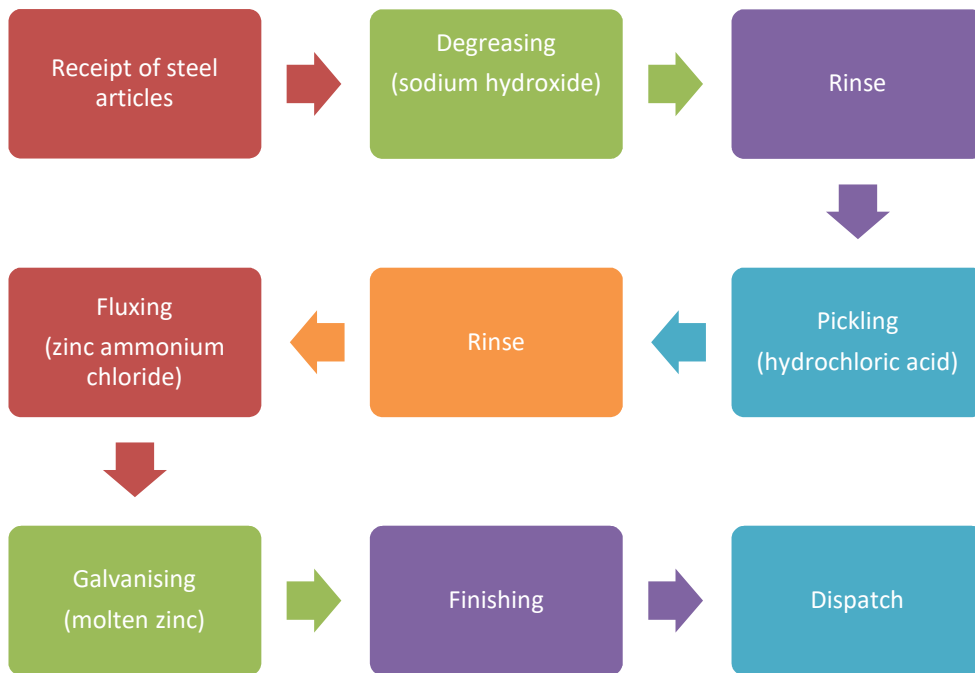 Receipt of steel
articles
Degreasing
(sodium hydroxide)
Rinse
Pickling
(hydrochloric acid)
Rinse
Fluxing
(zinc ammonium
chloride)
Galvanising
(molten zinc)
Finishing
Dispatch